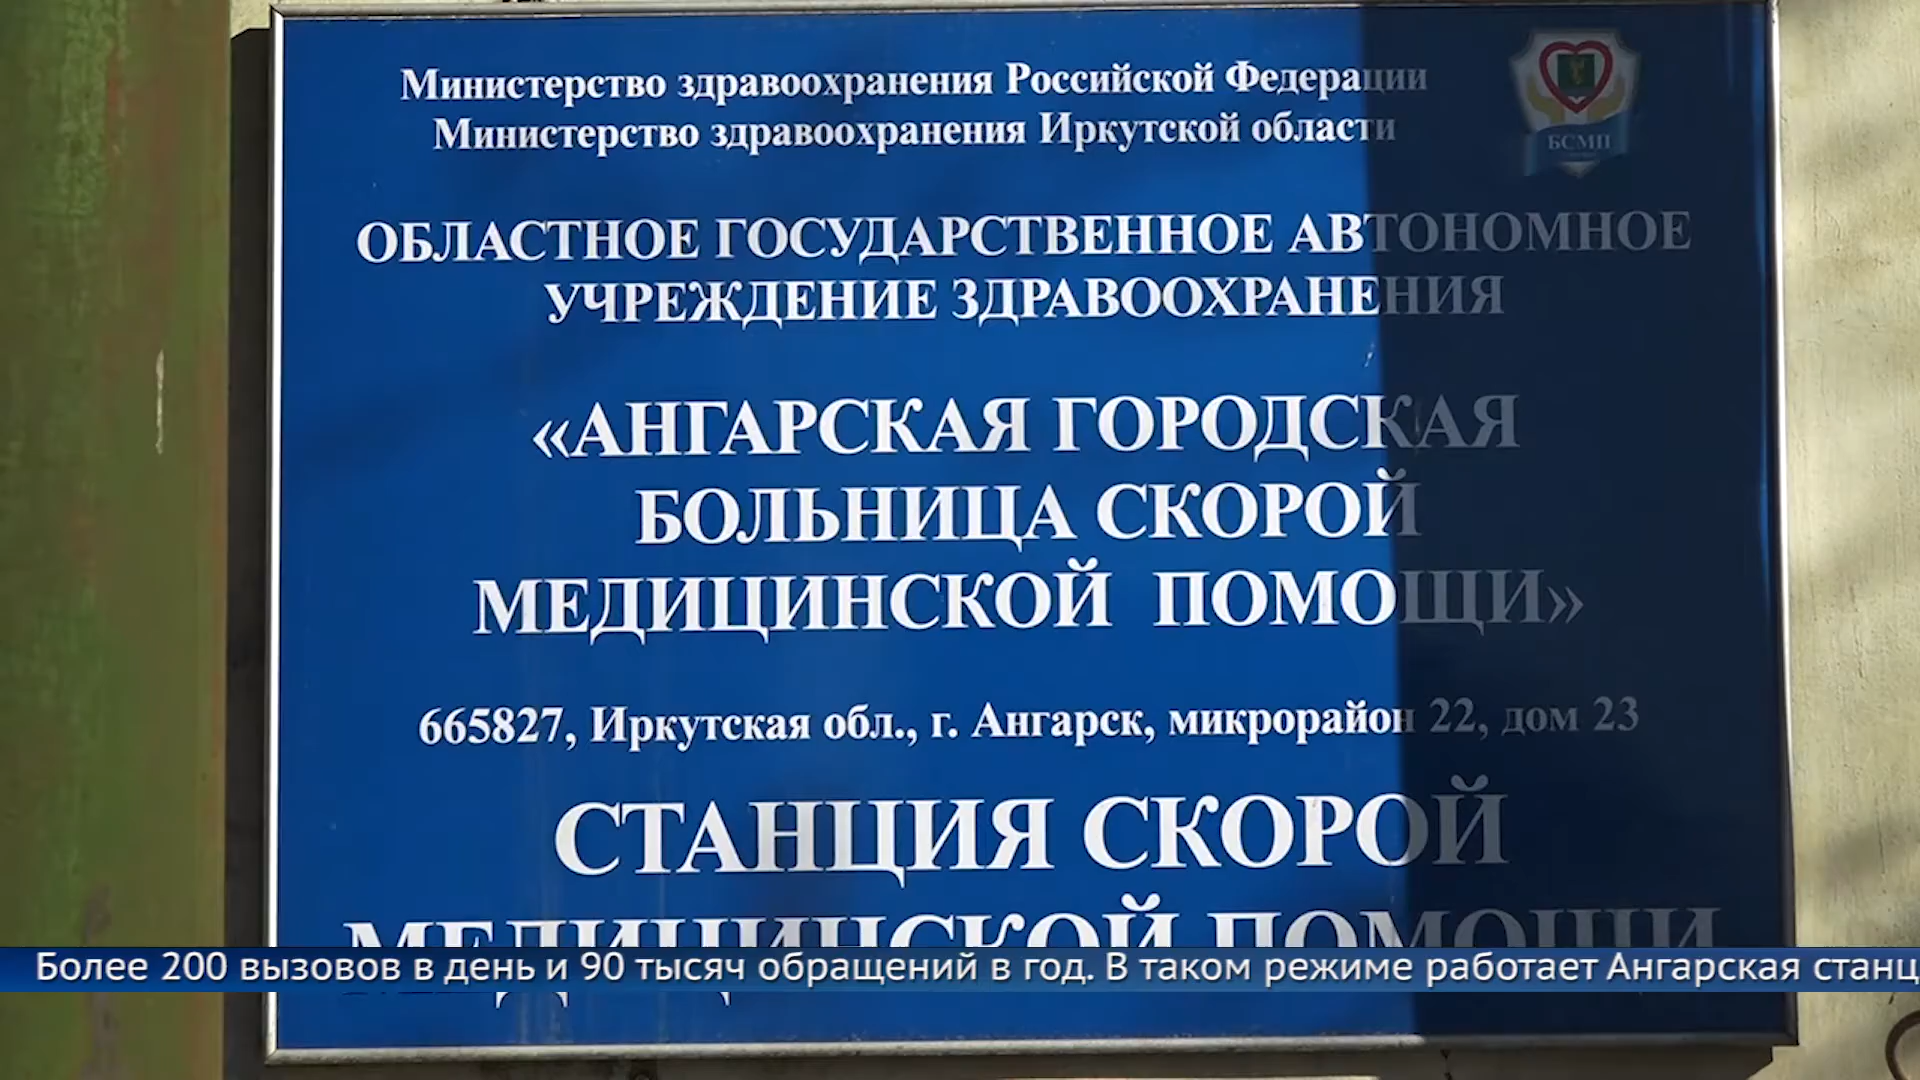 Министерство здравоохранения Российской Федерации
Министерство здравоохранения Иркутской области
БСМП
ОБЛАСТНОЕ ГОСУДАРСТВЕННОЕ АВТОНОМНОЕ
УЧРЕЖДЕНИЕ ЗДРАВООХРАНЕНИЯ
«АНГАРСКАЯ ГОРОДСКАЯ
БОЛЬНИЦА СКОРОЙ
МЕДИЦИНСКОЙ ПОМОЩИ»
665827, Иркутская обл., г. Ангарск, микрорайон 22, дом 23
СТАНЦИЯ СКОРОЙ
МЕДИЦИНСКОЙ ПОМОЩИ
Более 200 вызовов в день и 90 тысяч обращений в год. В таком режиме работает Ангарская станц